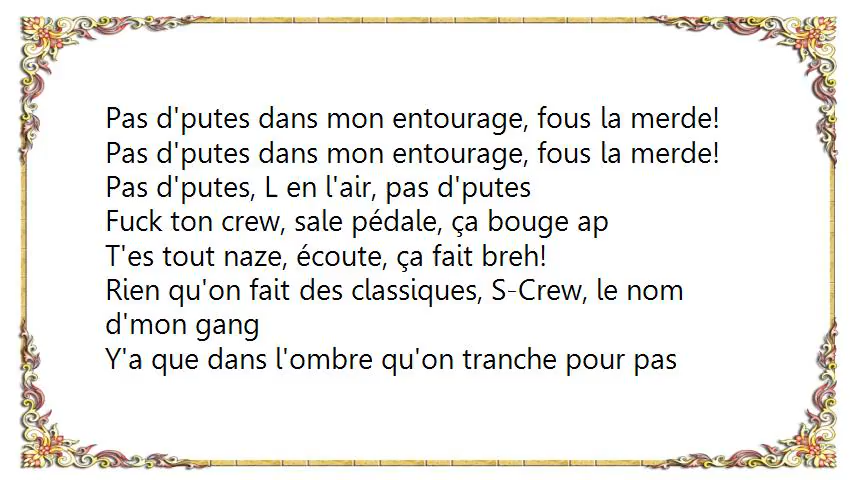 Pas d'putes dans mon entourage, fous la merde!
Pas d'putes dans mon entourage, fous la merde!
Pas d'putes, L en l'air, pas d'putes
Fuck ton crew, sale pédale, ça bouge ap
T'es tout naze, écoute, ça fait breh!
Rien qu'on fait des classiques, S-Crew, le nom
d'mon gang
Y'a que dans l'ombre qu'on tranche pour pas